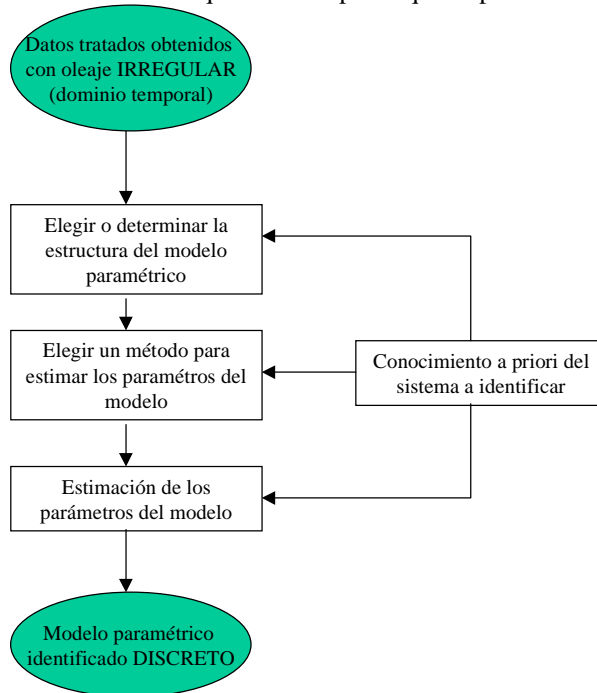 Datos tratados obtenidos
con oleaje IRREGULAR
(dominio temporal)
Elegir o determinar la
estructura del modelo
paramétrico
Elegir un método para
estimar los paramétros del
modelo
Conocimiento a priori del
sistema a identificar
Estimación de los
parámetros del modelo
Modelo paramétrico
identificado DISCRETO